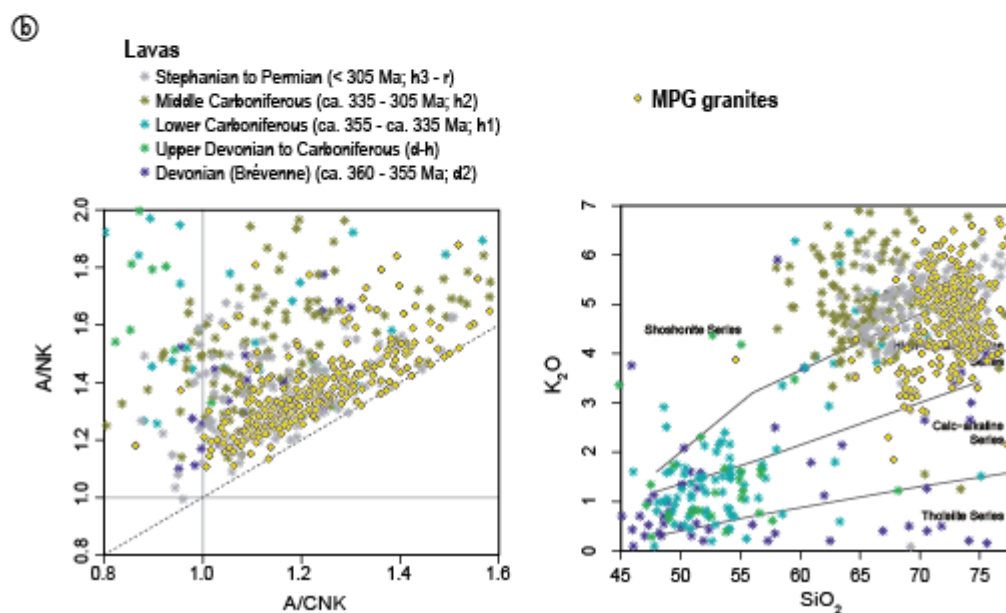 b
Lavas
Stephanian to Permian (< 305 Ma; h3 - r)
Middle Carboniferous (ca. 335 - 305 Ma; h2)
Lower Carboniferous (ca. 355 - ca. 335 Ma; h1)
Upper Devonian to Carboniferous (d-h)
Devonian (Brévenne) (ca. 360 - 355 Ma; d2)
MPG granites
2.0
1.8
1.6
1.4
1.2
1.0
0.8
A/NK
0.8 1.0 1.2 1.4 1.6
A/CNK
7
6
5
4
3
2
1
0
K₂O
Shoshonite Series
Calc-alkaline
Series
Tholeiite Series
45 50 55 60 65 70 75
SiO₂